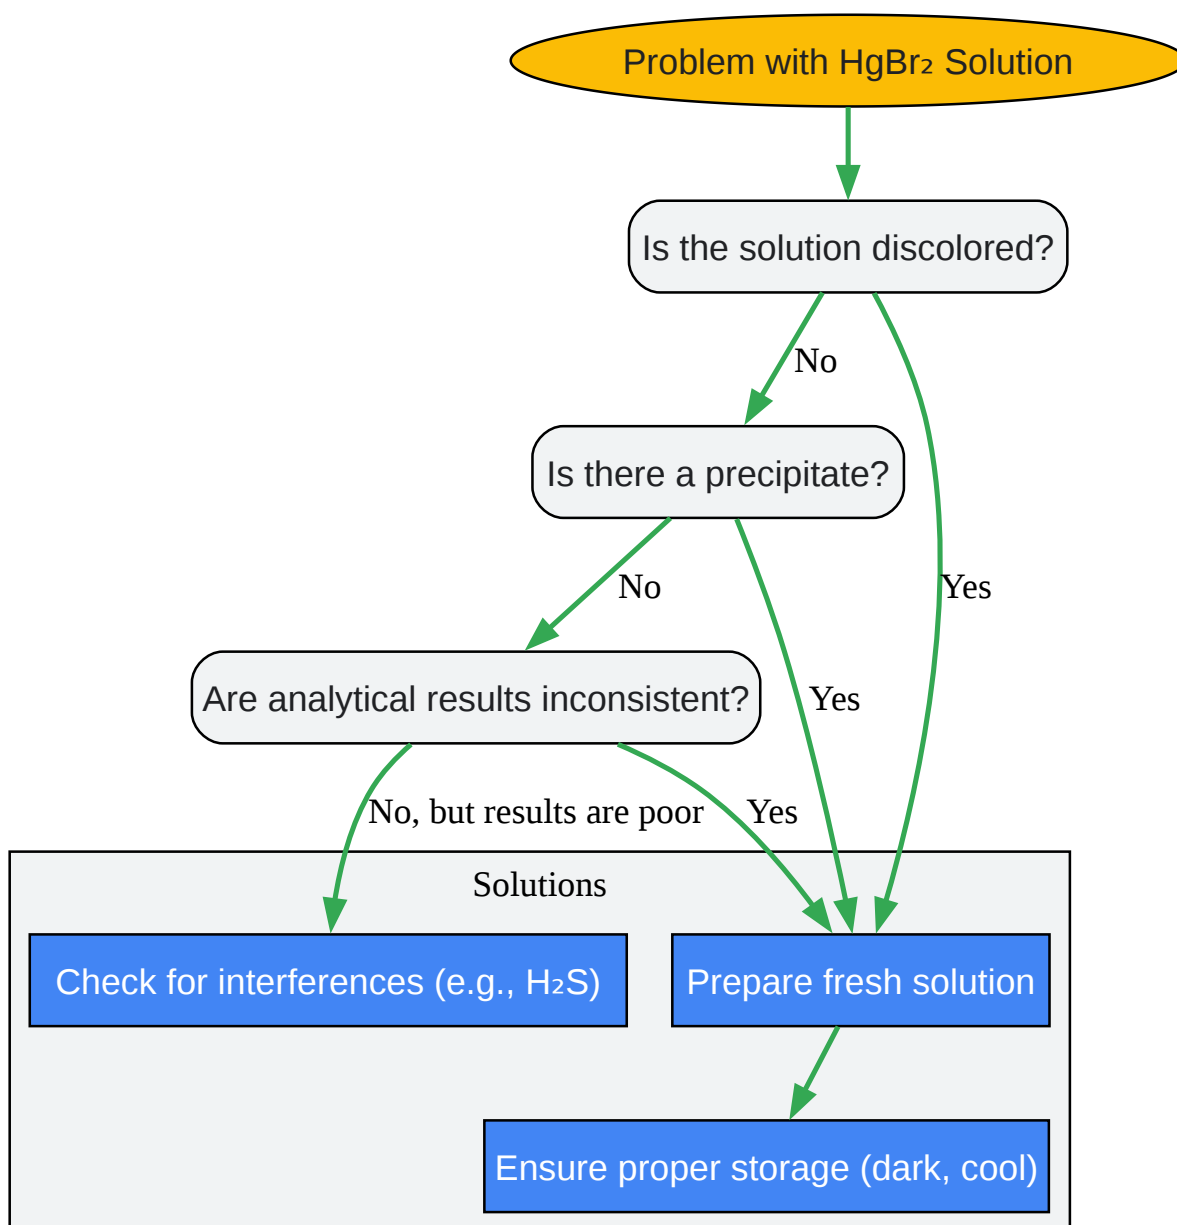 Problem with HgBr₂ Solution
Is the solution discolored?
No
Is there a precipitate?
No
Yes
Are analytical results inconsistent?
Yes
No, but results are poor
Yes
Solutions
Check for interferences (e.g., H₂S)
Prepare fresh solution
Ensure proper storage (dark, cool)